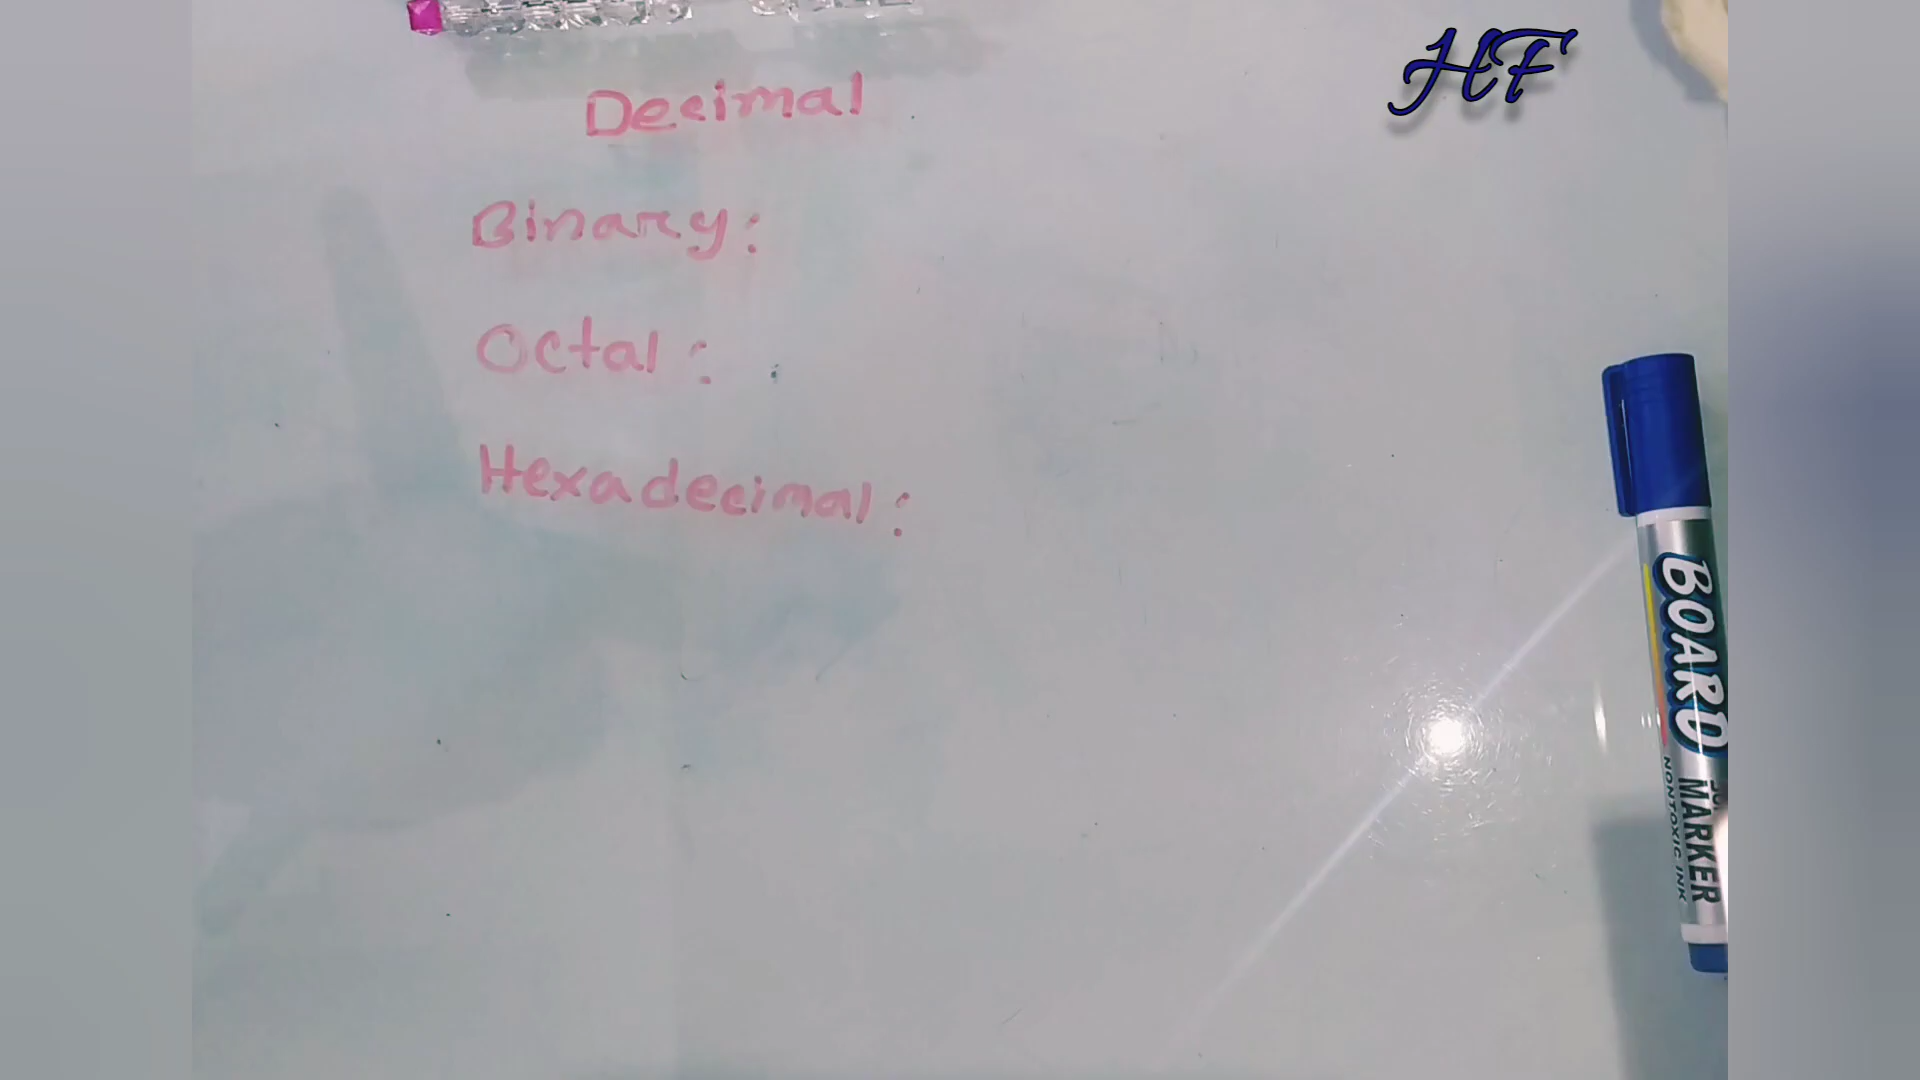 HF
Decimal
Binary:
Octal:
Hexadecimal:
BOARD
MARKER
NONTOXIC INK